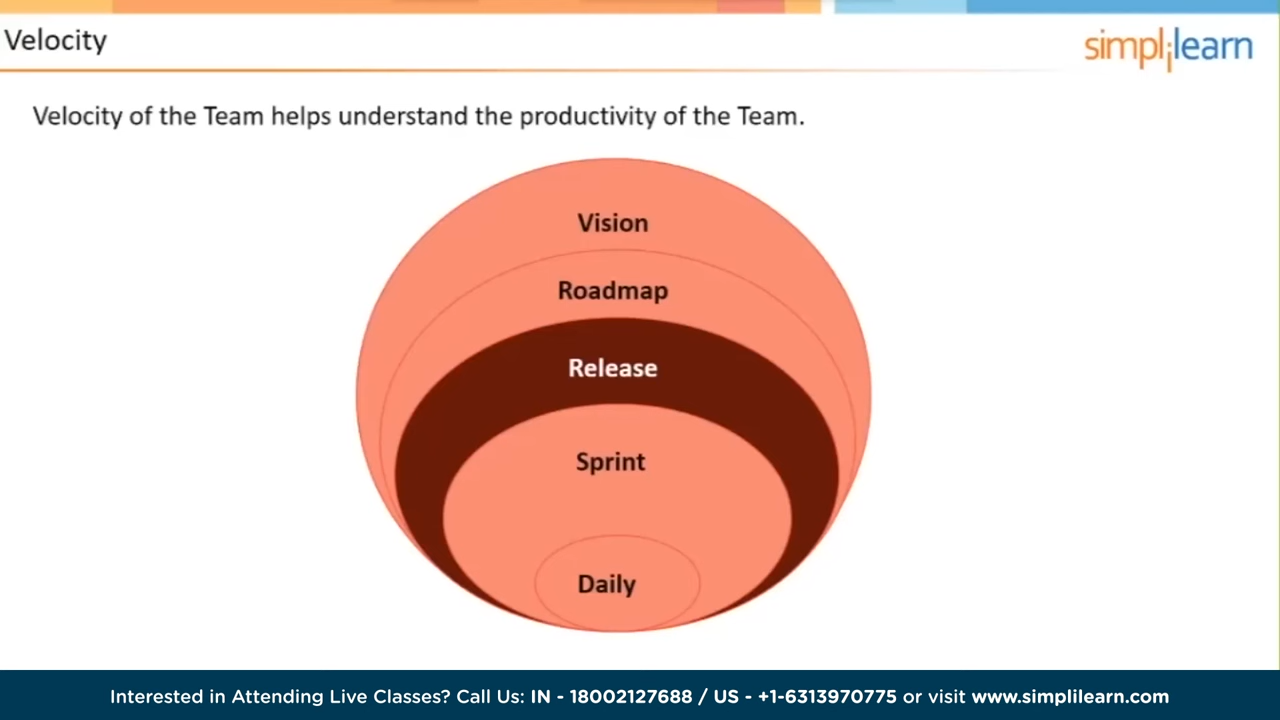 Velocity
simplilearn
Velocity of the Team helps understand the productivity of the Team.
Vision
Roadmap
Release
Sprint
Daily
Interested in Attending Live Classes? Call Us: IN - 18002127688 / US - +1-6313970775 or visit www.simplilearn.com